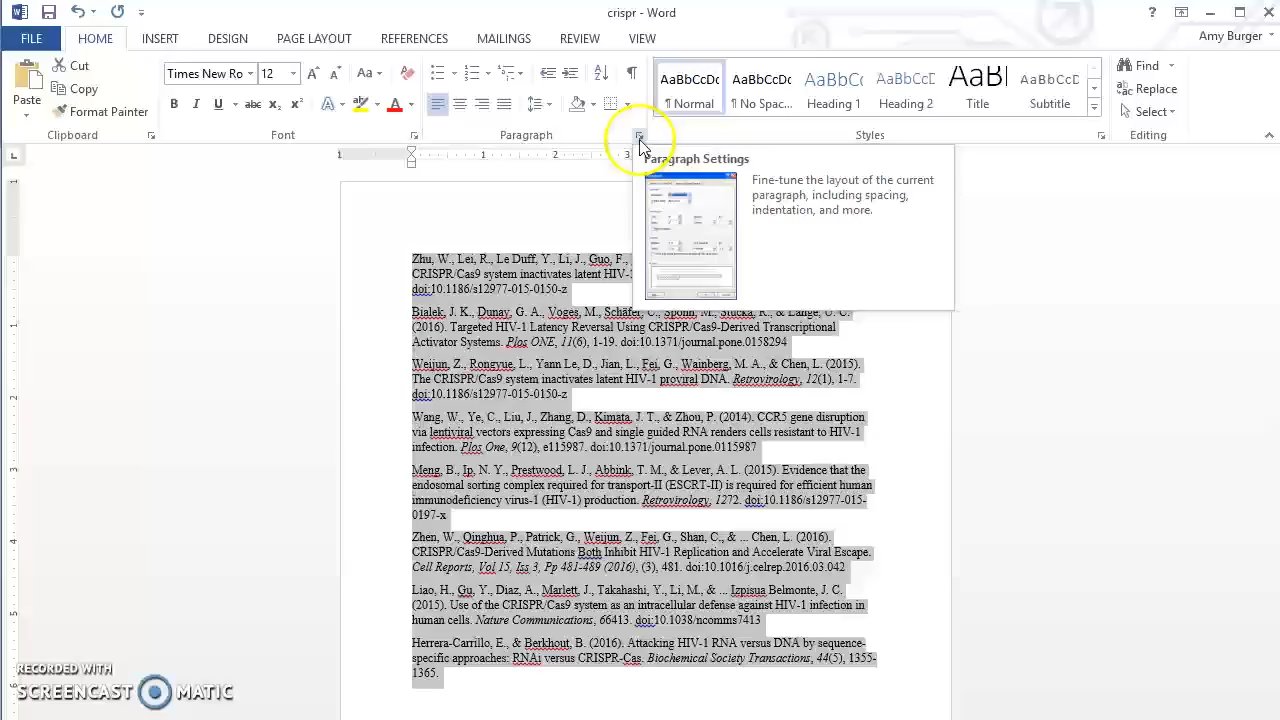 crispr - Word
FILE HOME INSERT DESIGN PAGE LAYOUT REFERENCES MAILINGS REVIEW VIEW
Amy Burger
Paste
Cut
Copy
Format Painter
Clipboard
Times New Ro 12
Font
Paragraph
AaBbCcDc ¶ Normal
AaBbCcDc ¶ No Spac...
AaBbC Heading 1
AaBbCcD Heading 2
AaB Title
AaBbCcD Subtitle
Styles
Find
Replace
Select
Editing
Paragraph Settings
Fine-tune the layout of the current
paragraph, including spacing,
indentation, and more.
Zhu, W., Lei, R., Le Duff, Y., Li, J., Guo, F.,
CRISPR/Cas9 system inactivates latent HIV-
doi:10.1186/s12977-015-0150-z
Bialek, J. K., Dunay, G. A., Voges, M., Schäfer, C., Spohn, M., Stucka, R., & Lange, U. C.
(2016). Targeted HIV-1 Latency Reversal Using CRISPR/Cas9-Derived Transcriptional
Activator Systems. Plos ONE, 11(6), 1-19. doi:10.1371/journal.pone.0158294
Weijun, Z., Rongyue, L., Yann Le, D., Jian, L., Fei, G., Wainberg, M. A., & Chen, L. (2015).
The CRISPR/Cas9 system inactivates latent HIV-1 proviral DNA. Retrovirology, 12(1), 1-7.
doi:10.1186/s12977-015-0150-z
Wang, W., Ye, C., Liu, J., Zhang, D., Kimata, J. T., & Zhou, P. (2014). CCR5 gene disruption
via lentiviral vectors expressing Cas9 and single guided RNA renders cells resistant to HIV-1
infection. Plos One, 9(12), e115987. doi:10.1371/journal.pone.0115987
Meng, B., Ip, N. Y., Prestwood, L. J., Abbink, T. M., & Lever, A. L. (2015). Evidence that the
endosomal sorting complex required for transport-II (ESCRT-II) is required for efficient human
immunodeficiency virus-1 (HIV-1) production. Retrovirology, 1272. doi:10.1186/s12977-015-
0197-x
Zhen, W., Qinghua, P., Patrick, G., Weijun, Z., Fei, G., Shan, C., & ... Chen, L. (2016).
CRISPR/Cas9-Derived Mutations Both Inhibit HIV-1 Replication and Accelerate Viral Escape.
Cell Reports, Vol 15, Iss 3, Pp 481-489 (2016), (3), 481. doi:10.1016/j.celrep.2016.03.042
Liao, H., Gu, Y., Diaz, A., Marlett, J., Takahashi, Y., Li, M., & ... Izpisua Belmonte, J. C.
(2015). Use of the CRISPR/Cas9 system as an intracellular defense against HIV-1 infection in
human cells. Nature Communications, 66413. doi:10.1038/ncomms7413
Herrera-Carrillo, E., & Berkhout, B. (2016). Attacking HIV-1 RNA versus DNA by sequence-
specific approaches: RNAi versus CRISPR-Cas. Biochemical Society Transactions, 44(5), 1355-
1365.
RECORDED WITH
SCREENCAST MATIC